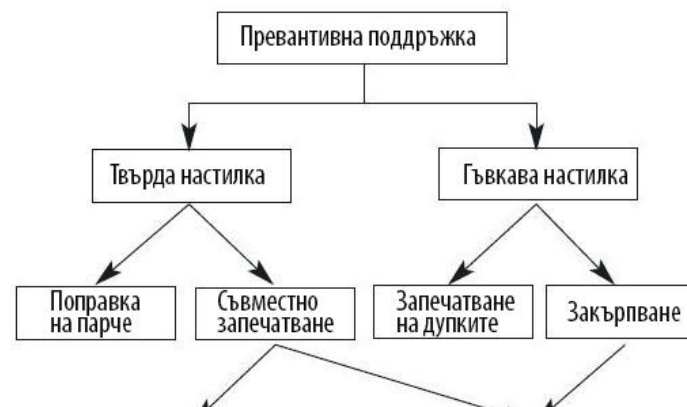 Превантивна поддръжка
Твърда настилка
Гъвкава настилка
Поправка
на парче
Съвместно
запечатване
Запечатване
на дупките
Закърпване